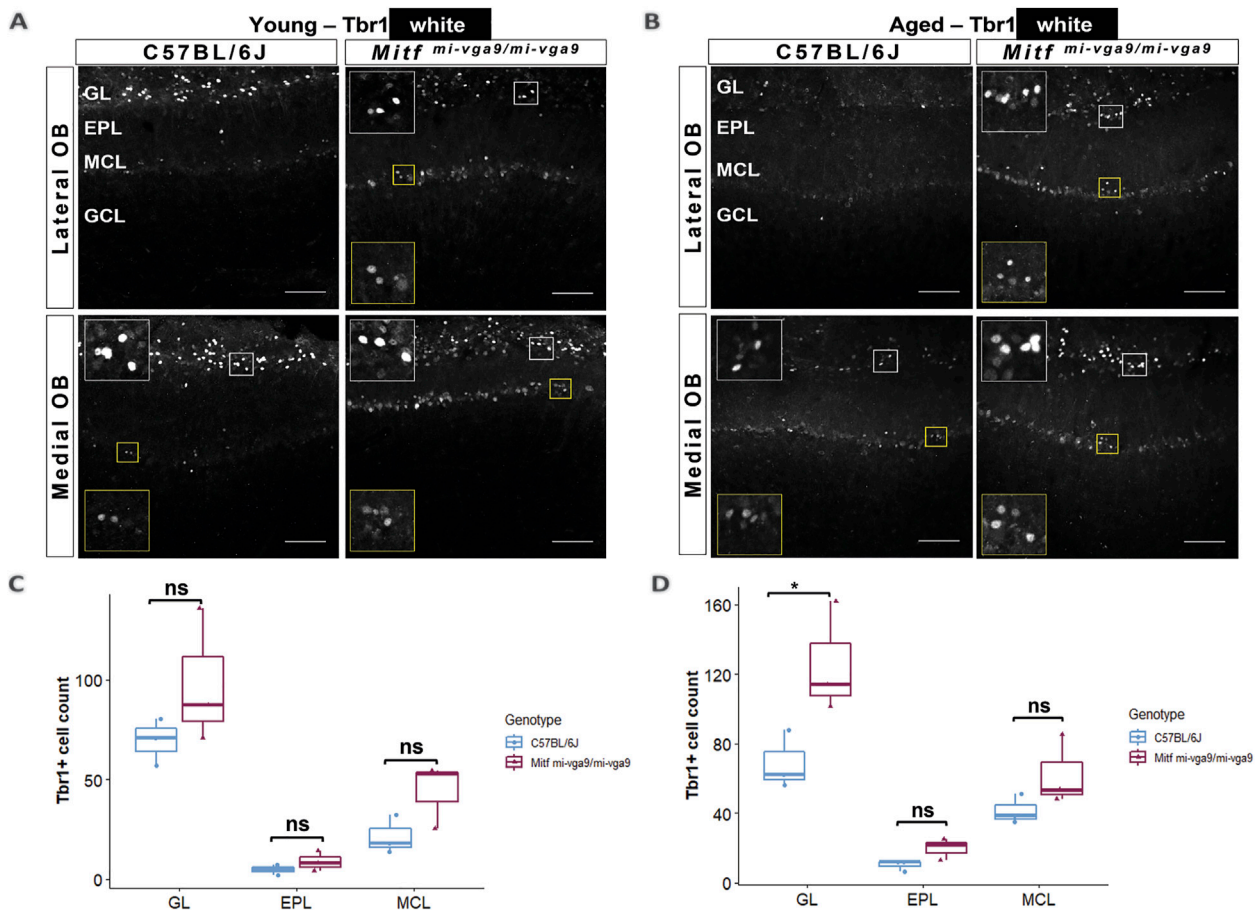 A
Young – Tbr1 white
C57BL/6J
Mitf mi-vga9/mi-vga9
Lateral OB
GL
EPL
MCL
GCL
Medial OB
B
Aged – Tbr1 white
C57BL/6J
Mitf mi-vga9/mi-vga9
Lateral OB
GL
EPL
MCL
GCL
Medial OB
C
Tbr1+ cell count
100
50
0
ns
ns
ns
GL
EPL
MCL
Genotype
C57BL/6J
Mitf mi-vga9/mi-vga9
D
Tbr1+ cell count
160
120
80
40
0
*
ns
ns
GL
EPL
MCL
Genotype
C57BL/6J
Mitf mi-vga9/mi-vga9